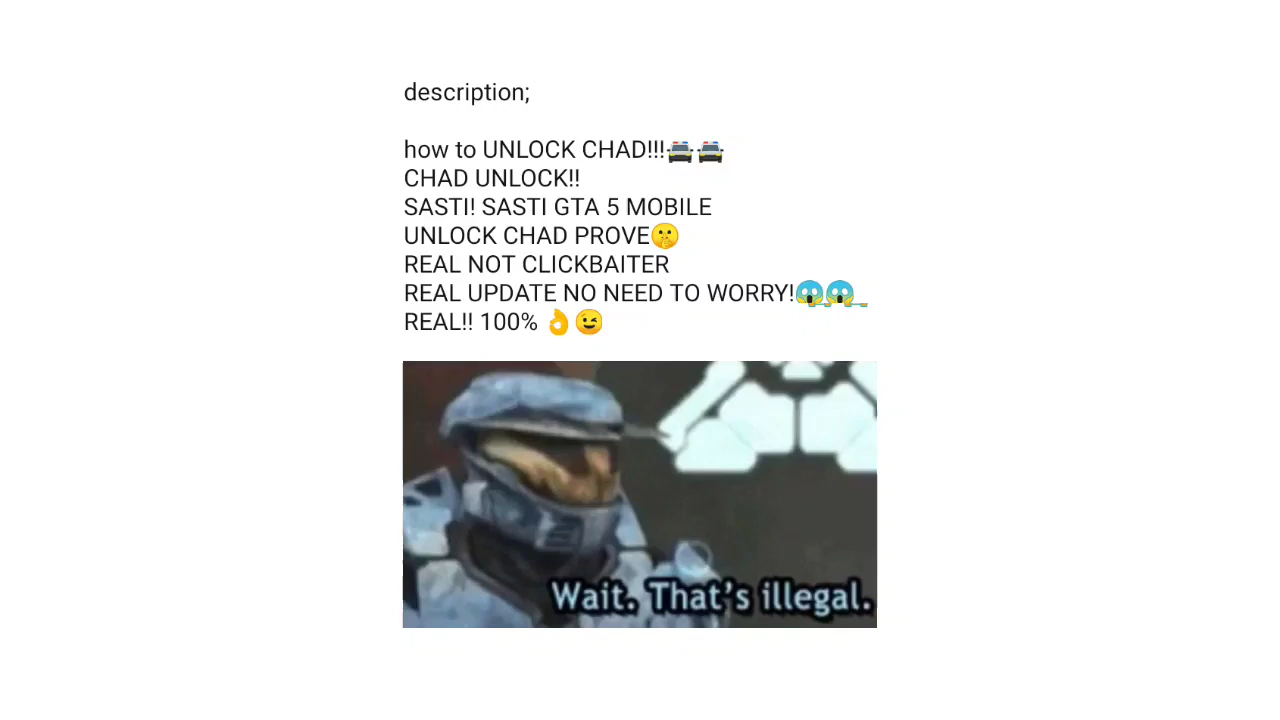 description;
how to UNLOCK CHAD!!!🚔🚔
CHAD UNLOCK!!
SASTI! SASTI GTA 5 MOBILE
UNLOCK CHAD PROVE🤫
REAL NOT CLICKBAITER
REAL UPDATE NO NEED TO WORRY!😱😱
REAL!! 100% 👌😉
Wait. That's illegal.